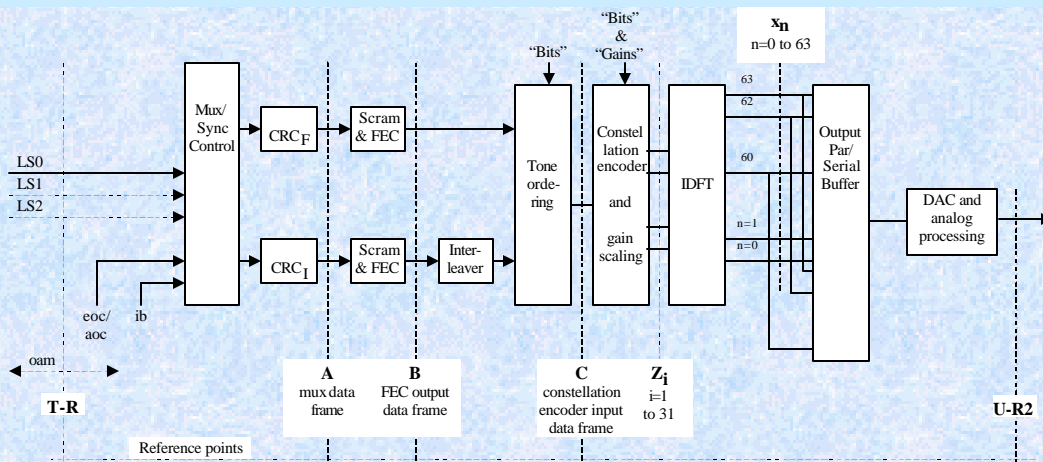 "Bits"
"Bits"
&
"Gains"
x_n
n=0 to 63
Mux/
Sync
Control
CRC_F
Scram
& FEC
Tone
orde-
ring
Constel
lation
encoder
and
gain
scaling
IDFT
63
62
60
n=1
n=0
Output
Par/
Serial
Buffer
DAC and
analog
processing
LS0
LS1
LS2
CRC_I
Scram
& FEC
Inter-
leaver
eoc/
aoc
ib
oam
T-R
A
mux data
frame
B
FEC output
data frame
C
constellation
encoder input
data frame
Z_i
i=1
to 31
U-R2
Reference points